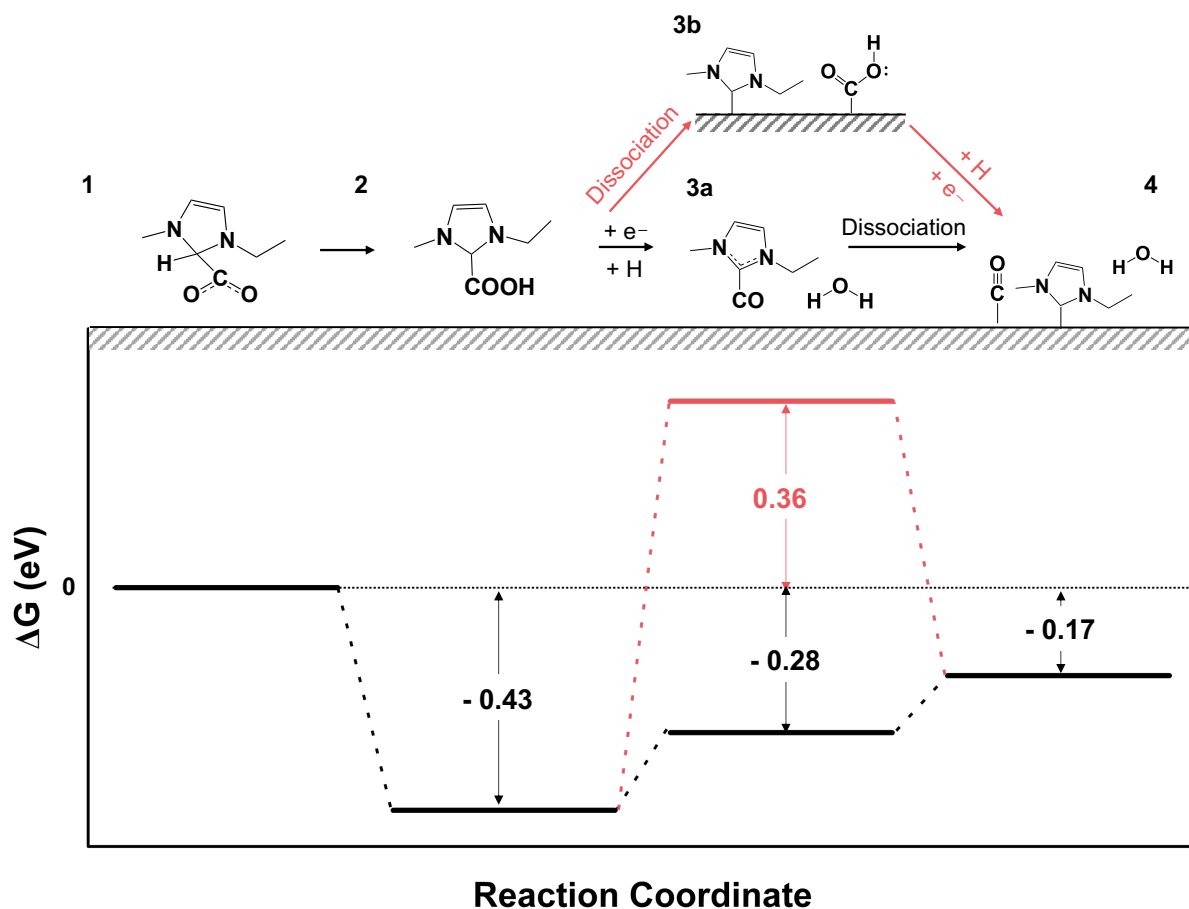 3b
H
N
N
O
C
O:
Dissociation
+ H
+ e−
1
2
3a
4
N
N
H
C
O
O
N
N
COOH
+ e−
+ H
N
N
CO
H
O
H
Dissociation
O
C
N
N
H
O
H
0.36
0
- 0.43
- 0.28
- 0.17
ΔG (eV)
Reaction Coordinate